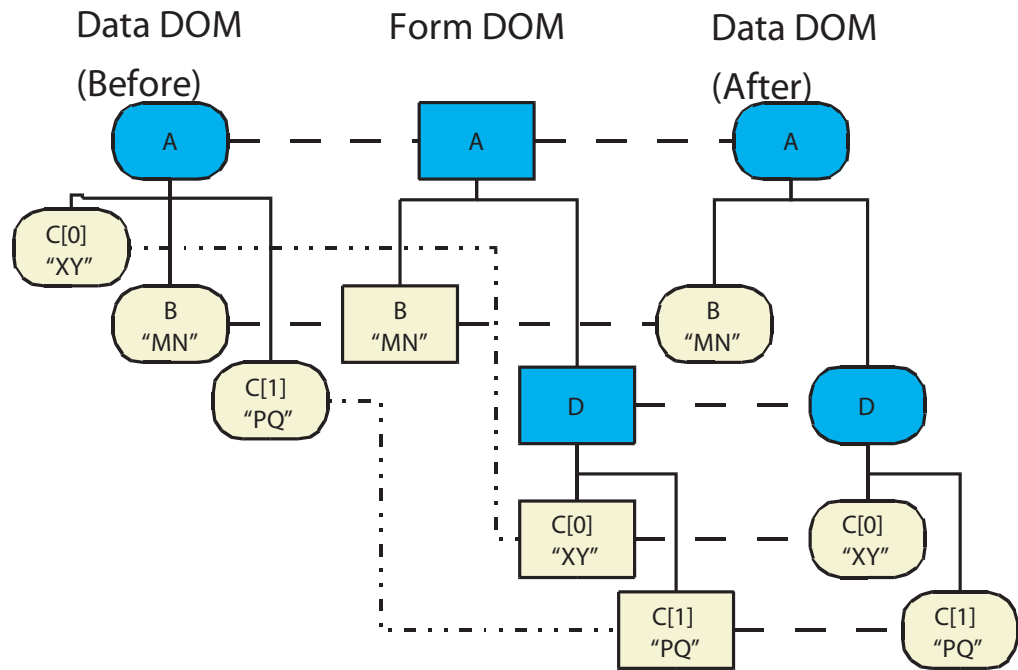 Data DOM
(Before)
Form DOM
Data DOM
(After)
A
A
A
C[0]
“XY”
B
“MN”
B
“MN”
B
“MN”
C[1]
“PQ”
D
D
C[0]
“XY”
C[0]
“XY”
C[1]
“PQ”
C[1]
“PQ”